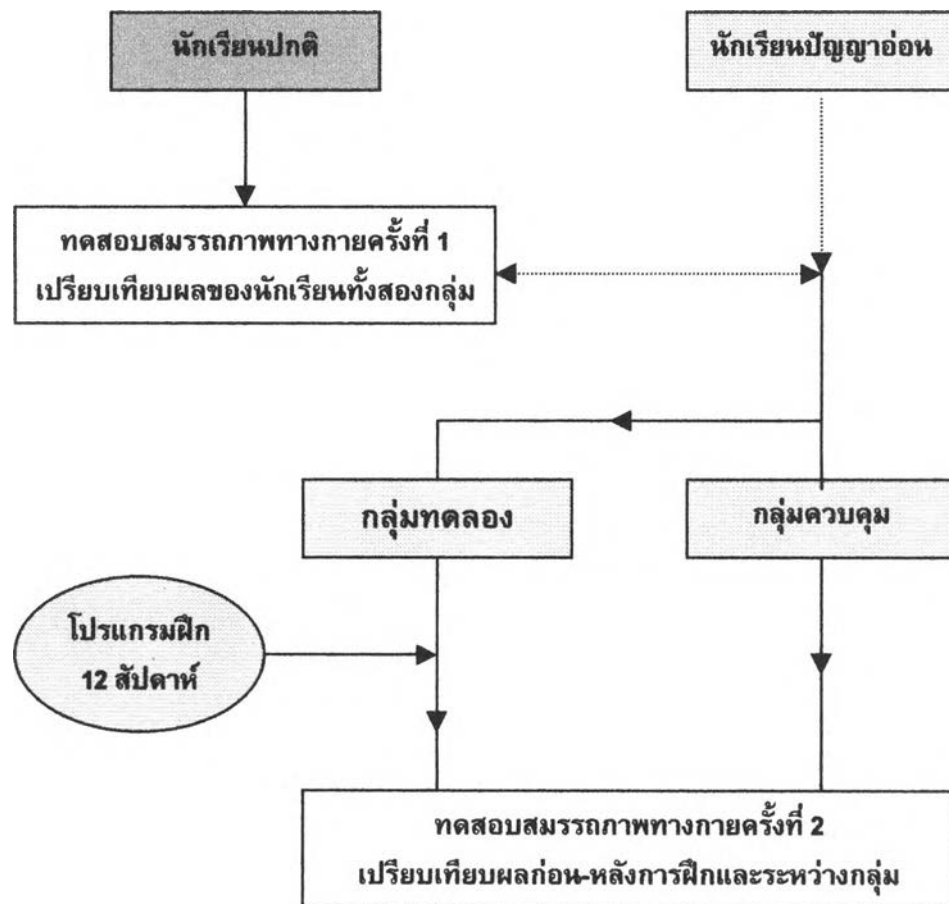 นักเรียนปกติ
นักเรียนปัญญาอ่อน
ทดสอบสมรรถภาพทางกายครั้งที่ 1
เปรียบเทียบผลของนักเรียนทั้งสองกลุ่ม
กลุ่มทดลอง
กลุ่มควบคุม
โปรแกรมฝึก
12 สัปดาห์
ทดสอบสมรรถภาพทางกายครั้งที่ 2
เปรียบเทียบผลก่อน-หลังการฝึกและระหว่างกลุ่ม